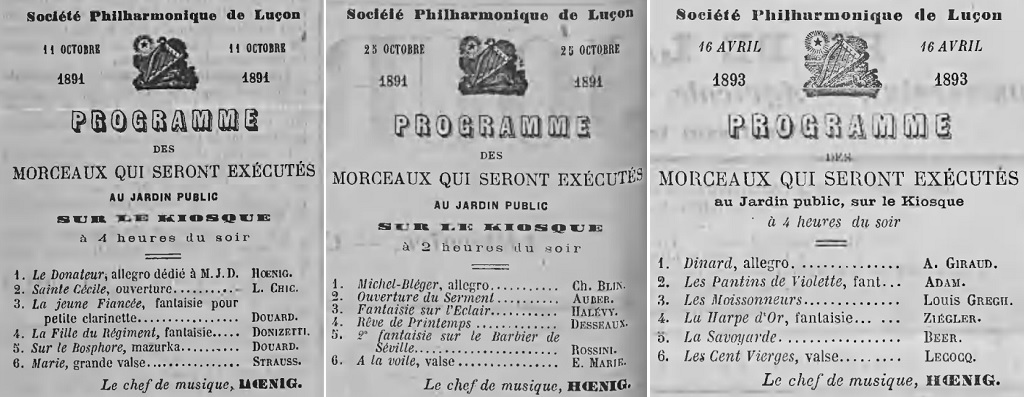 Société Philharmonique de Luçon
11 OCTOBRE 11 OCTOBRE
1891 1891
PROGRAMME
DES
MORCEAUX QUI SERONT EXÉCUTÉS
AU JARDIN PUBLIC
SUR LE KIOSQUE
à 4 heures du soir
1. Le Donateur, allegro dédié à M.J.D. HOENIG.
2. Sainte Cécile, ouverture.......... L. CHIC.
3. La jeune Fiancée, fantaisie pour
petite clarinette............... DOUARD.
4. La Fille du Régiment, fantaisie.... DONIZETTI.
5. Sur le Bosphore, mazurka.......... DOUARD.
6. Marie, grande valse............... STRAUSS.
Le chef de musique, HŒNIG.
Société Philharmonique de Luçon
25 OCTOBRE 25 OCTOBRE
1891 1891
PROGRAMME
DES
MORCEAUX QUI SERONT EXÉCUTÉS
AU JARDIN PUBLIC
SUR LE KIOSQUE
à 2 heures du soir
1. Michel-Bléger, allegro........... CH. BLIN.
2. Ouverture du Serment............ AUBER.
3. Fantaisie sur l'Eclair............ HALÉVY.
4. Rêve de Printemps .............. DESSEAUX.
5. 2e fantaisie sur le Barbier de
Séville...................... ROSSINI.
6. A la voile, valse ................ E. MARIE.
Le chef de musique, HŒNIG.
Société Philharmonique de Luçon
16 AVRIL 16 AVRIL
1893 1893
PROGRAMME
DES
MORCEAUX QUI SERONT EXÉCUTÉS
au Jardin public, sur le Kiosque
à 4 heures du soir
1. Dinard, allegro............... A. GIRAUD.
2. Les Pantins de Violette, fant... ADAM.
3. Les Moissonneurs............. Louis GREGH.
4. La Harpe d'Or, fantaisie....... ZIÉGLER.
5. La Savoyarde................ BEER.
6. Les Cent Vierges, valse........ LECOCQ.
Le chef de musique, HŒNIG.